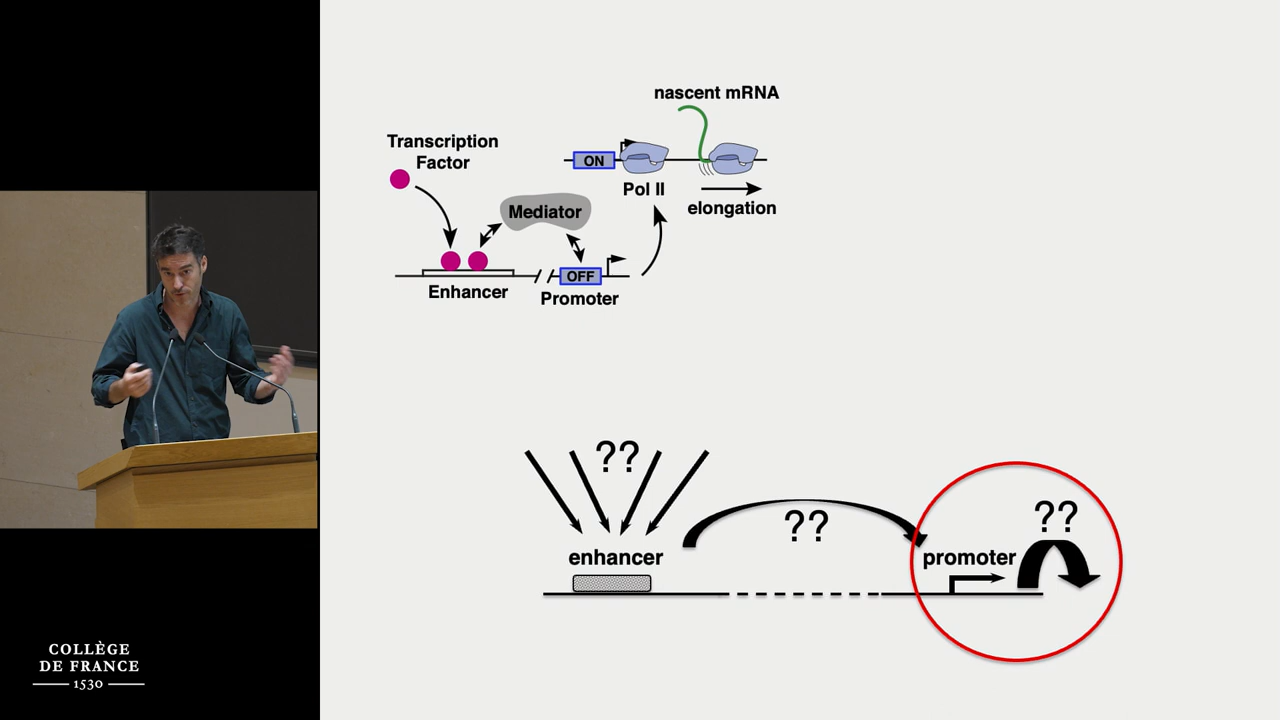 nascent mRNA
Transcription
Factor
ON
Pol II
elongation
Mediator
OFF
Enhancer
Promoter
??
??
??
enhancer
promoter
COLLÈGE
DE FRANCE
1530